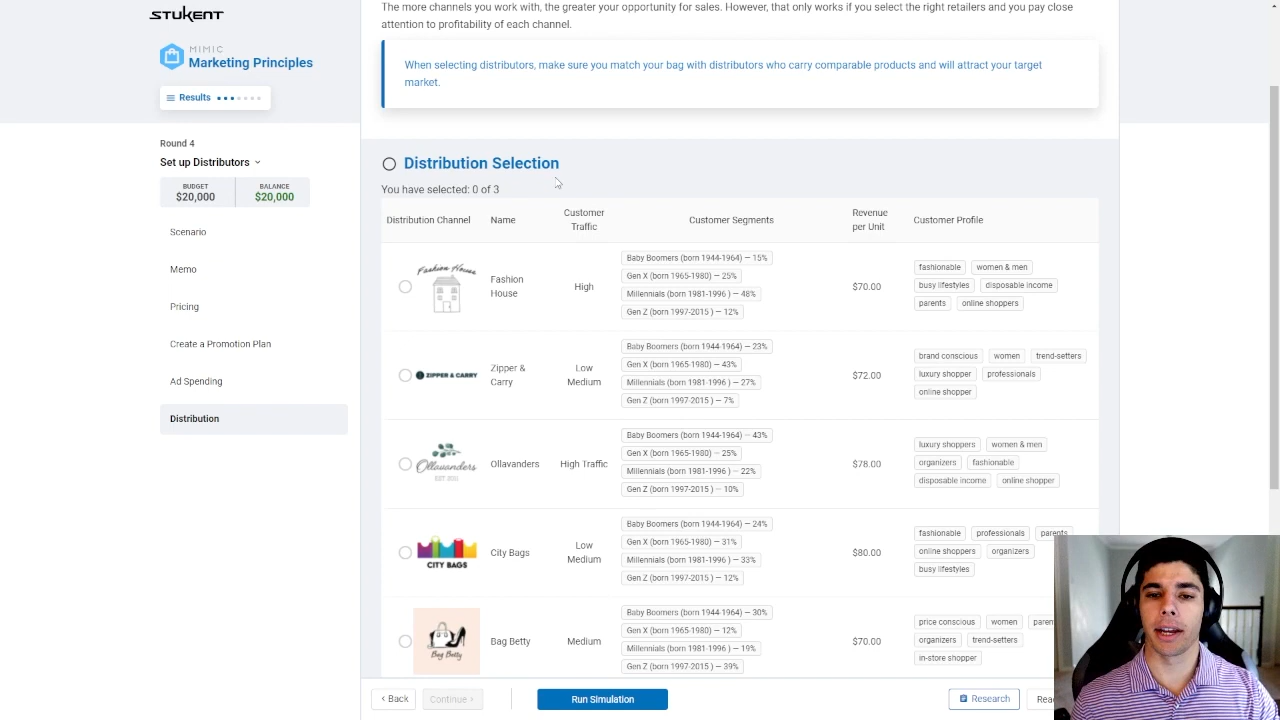 The more channels you work with, the greater your opportunity for sales. However, that only works if you select the right retailers and you pay close
attention to profitability of each channel.
STUKENT
MIMIC
Marketing Principles
Results
When selecting distributors, make sure you match your bag with distributors who carry comparable products and will attract your target
market.
Round 4
Set up Distributors
BUDGET
$20,000
BALANCE
$20,000
Scenario
Memo
Pricing
Create a Promotion Plan
Ad Spending
Distribution
Distribution Selection
You have selected: 0 of 3
Distribution Channel
Name
Customer
Traffic
Customer Segments
Revenue
per Unit
Customer Profile
Fashion House
Fashion
House
High
Baby Boomers (born 1944-1964) — 15%
Gen X (born 1965-1980) — 25%
Millennials (born 1981-1996 ) — 48%
Gen Z (born 1997-2015 ) — 12%
$70.00
fashionable women & men
busy lifestyles disposable income
parents online shoppers
ZIPPER & CARRY
Zipper &
Carry
Low
Medium
Baby Boomers (born 1944-1964) — 23%
Gen X (born 1965-1980) — 43%
Millennials (born 1981-1996 ) — 27%
Gen Z (born 1997-2015 ) — 7%
$72.00
brand conscious women trend-setters
luxury shopper professionals
online shopper
Ollavanders
Ollavanders
High Traffic
Baby Boomers (born 1944-1964) — 43%
Gen X (born 1965-1980) — 25%
Millennials (born 1981-1996 ) — 22%
Gen Z (born 1997-2015 ) — 10%
$78.00
luxury shoppers women & men
organizers fashionable
disposable income online shopper
CITY BAGS
City Bags
Low
Medium
Baby Boomers (born 1944-1964) — 24%
Gen X (born 1965-1980) — 31%
Millennials (born 1981-1996 ) — 33%
Gen Z (born 1997-2015 ) — 12%
$80.00
fashionable professionals parents
online shoppers organizers
busy lifestyles
Bag Betty
Bag Betty
Medium
Baby Boomers (born 1944-1964) — 30%
Gen X (born 1965-1980) — 12%
Millennials (born 1981-1996 ) — 19%
Gen Z (born 1997-2015 ) — 39%
$70.00
price conscious women paren
organizers trend-setters
in-store shopper
< Back
Continue >
Run Simulation
Research
Rea